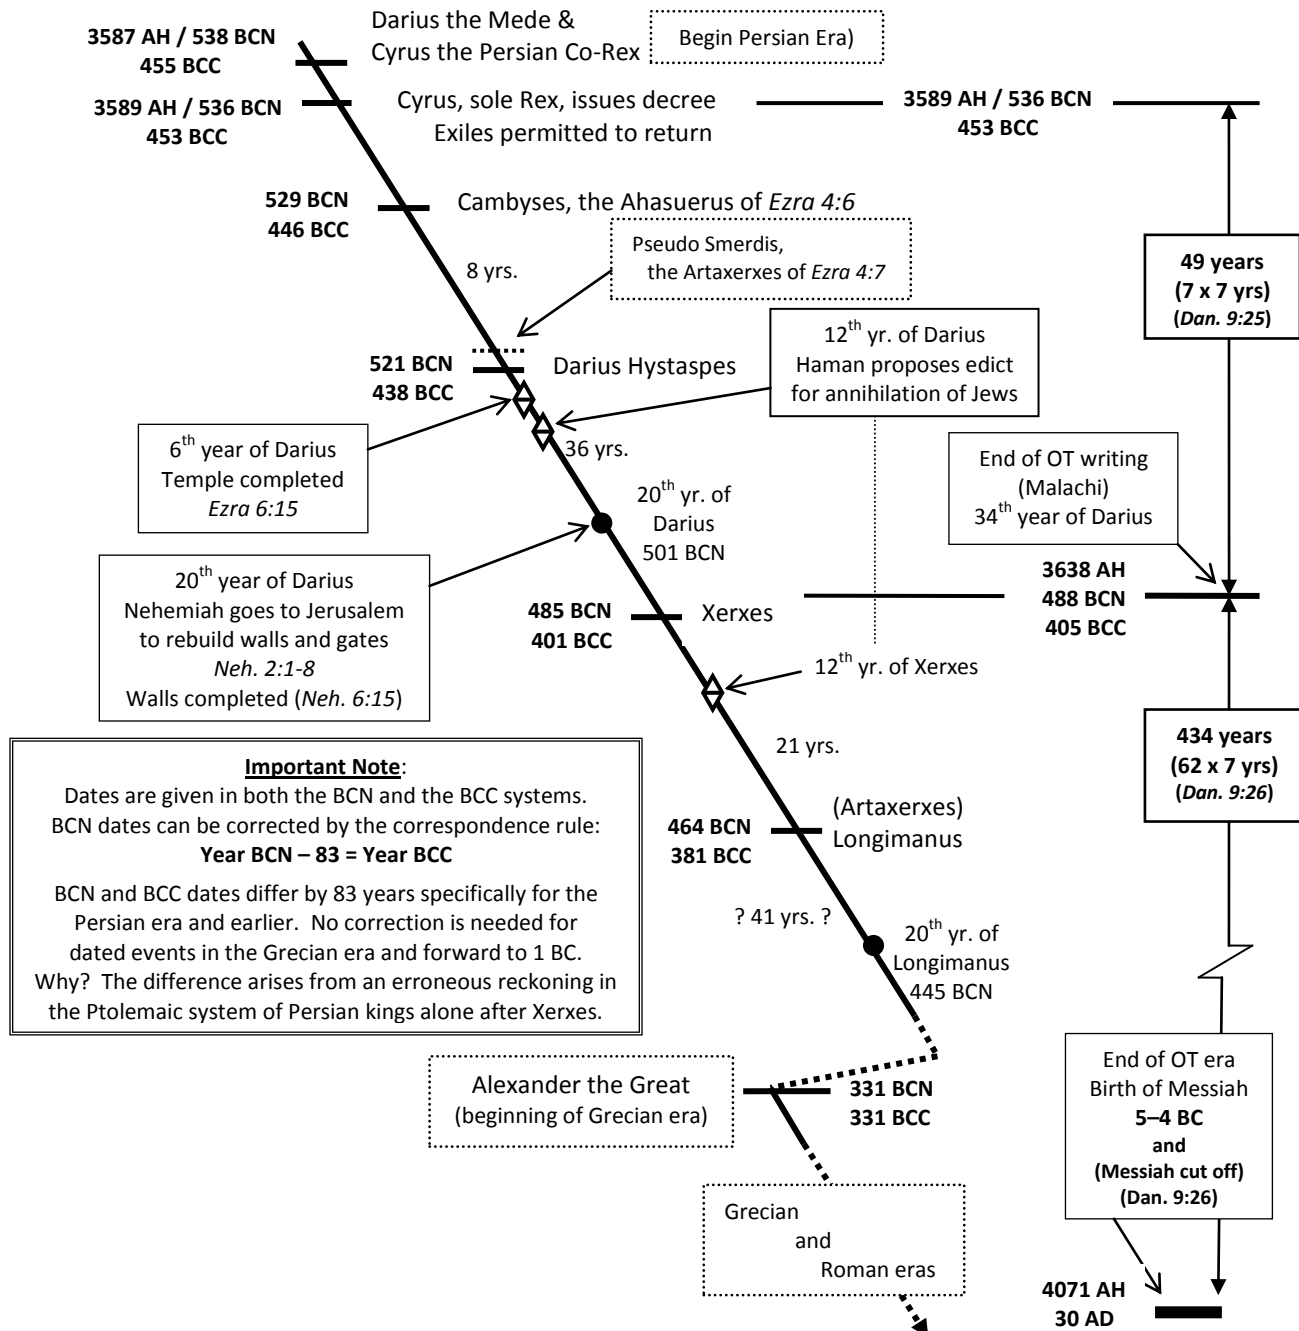 3587 AH / 538 BCN
455 BCC
Darius the Mede &
Cyrus the Persian Co-Rex
Begin Persian Era)
3589 AH / 536 BCN
453 BCC
Cyrus, sole Rex, issues decree
Exiles permitted to return
3589 AH / 536 BCN
453 BCC
529 BCN
446 BCC
Cambyses, the Ahasuerus of Ezra 4:6
Pseudo Smerdis,
the Artaxerxes of Ezra 4:7
8 yrs.
49 years
(7 x 7 yrs)
(Dan. 9:25)
12th yr. of Darius
Haman proposes edict
for annihilation of Jews
521 BCN
438 BCC
Darius Hystaspes
6th year of Darius
Temple completed
Ezra 6:15
36 yrs.
End of OT writing
(Malachi)
34th year of Darius
20th yr. of
Darius
501 BCN
20th year of Darius
Nehemiah goes to Jerusalem
to rebuild walls and gates
Neh. 2:1-8
Walls completed (Neh. 6:15)
485 BCN
401 BCC
Xerxes
3638 AH
488 BCN
405 BCC
12th yr. of Xerxes
21 yrs.
434 years
(62 x 7 yrs)
(Dan. 9:26)
Important Note:
Dates are given in both the BCN and the BCC systems.
BCN dates can be corrected by the correspondence rule:
Year BCN – 83 = Year BCC
BCN and BCC dates differ by 83 years specifically for the
Persian era and earlier. No correction is needed for
dated events in the Grecian era and forward to 1 BC.
Why? The difference arises from an erroneous reckoning in
the Ptolemaic system of Persian kings alone after Xerxes.
464 BCN
381 BCC
(Artaxerxes)
Longimanus
? 41 yrs. ?
20th yr. of
Longimanus
445 BCN
Alexander the Great
(beginning of Grecian era)
331 BCN
331 BCC
End of OT era
Birth of Messiah
5–4 BC
and
(Messiah cut off)
(Dan. 9:26)
Grecian
and
Roman eras
4071 AH
30 AD